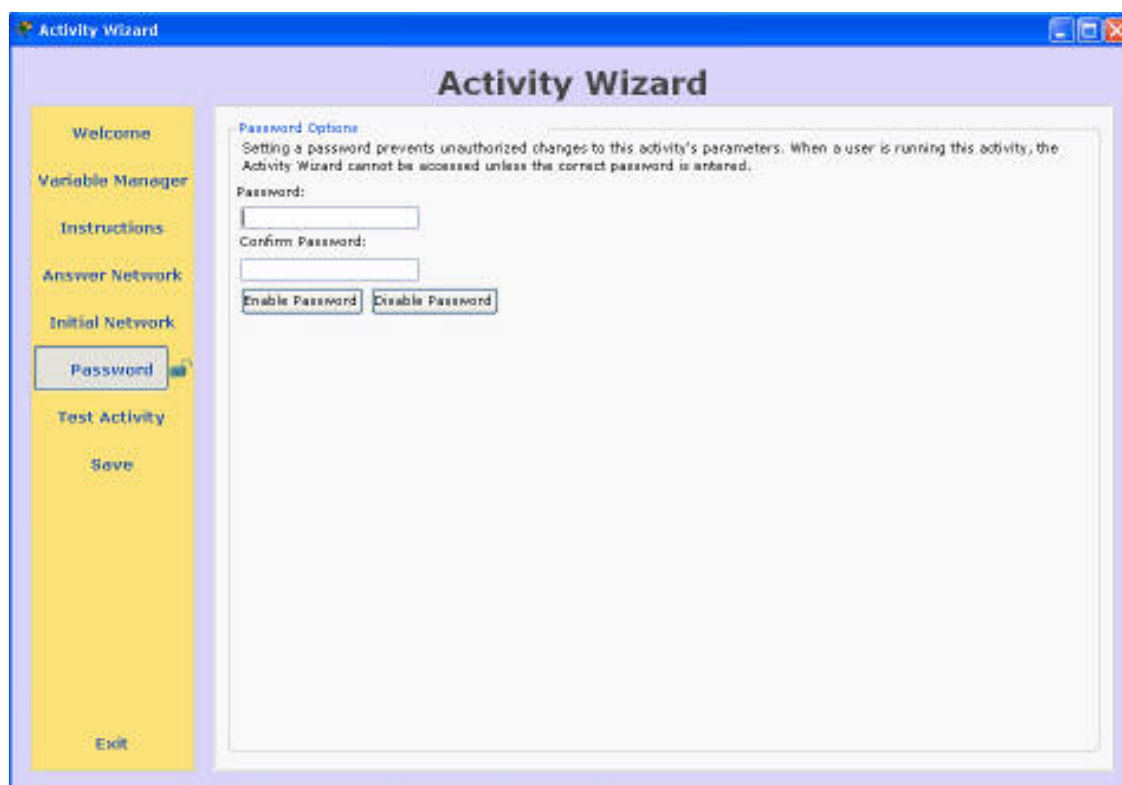 Activity Wizard
Activity Wizard
Welcome
Variable Manager
Instructions
Answer Network
Initial Network
Password
Test Activity
Save
Exit
Password Options
Setting a password prevents unauthorized changes to this activity's parameters. When a user is running this activity, the
Activity Wizard cannot be accessed unless the correct password is entered.
Password:
Confirm Password:
Enable Password Disable Password